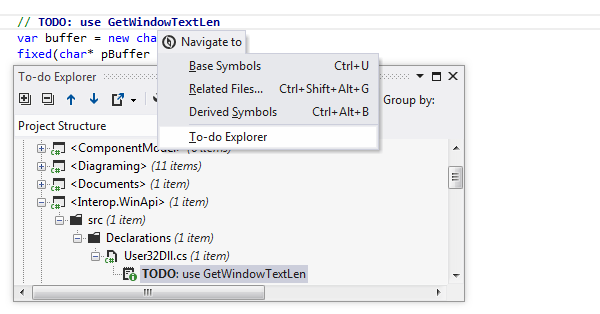 // TODO: use GetWindowTextLen
var buffer = new cha
fixed(char* pBuffer
Navigate to
Base Symbols Ctrl+U
Related Files... Ctrl+Shift+Alt+G
Derived Symbols Ctrl+Alt+B
To-do Explorer
To-do Explorer
Group by:
Project Structure
<ComponentModel> (1 item)
<Diagraming> (11 items)
<Documents> (1 item)
<Interop.WinApi> (1 item)
src (1 item)
Declarations (1 item)
User32Dll.cs (1 item)
TODO: use GetWindowTextLen